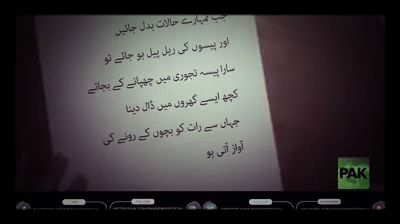 جب تمہارے حالات بدل جائیں
اور پیسوں کی ریل پیل ہو جائے تو
سارا پیسہ تجوری میں چھپانے کے بجائے
کچھ ایسے گھروں میں ڈال دینا
جہاں سے رات کو بچوں کے رونے کی
آواز آتی ہو
PAK